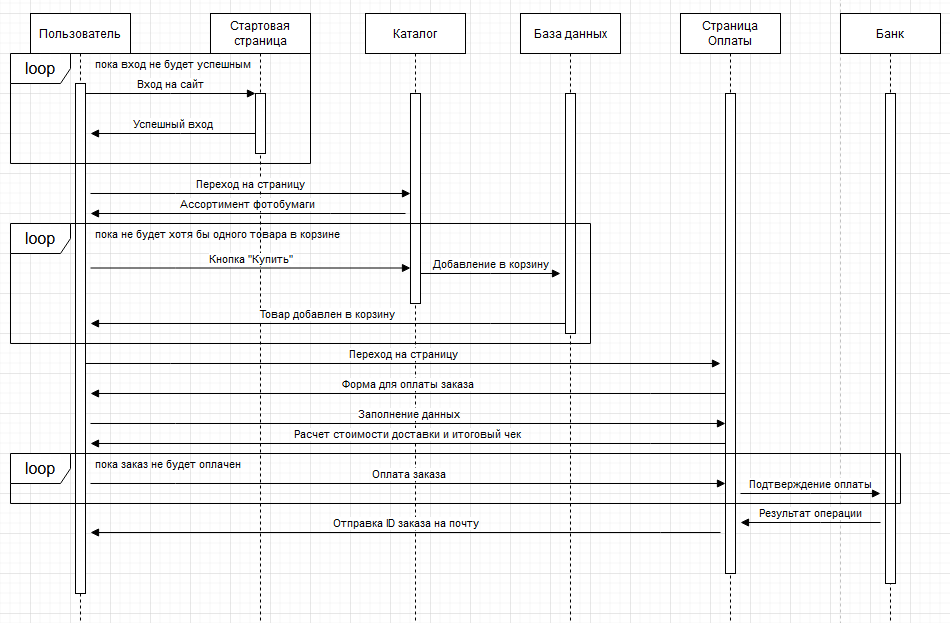 Пользователь
Стартовая
страница
Каталог
База данных
Страница
Оплаты
Банк
loop
пока вход не будет успешным
Вход на сайт
Успешный вход
Переход на страницу
Ассортимент фотобумаги
loop
пока не будет хотя бы одного товара в корзине
Кнопка "Купить"
Добавление в корзину
Товар добавлен в корзину
Переход на страницу
Форма для оплаты заказа
Заполнение данных
Расчет стоимости доставки и итоговый чек
loop
пока заказ не будет оплачен
Оплата заказа
Подтверждение оплаты
Результат операции
Отправка ID заказа на почту